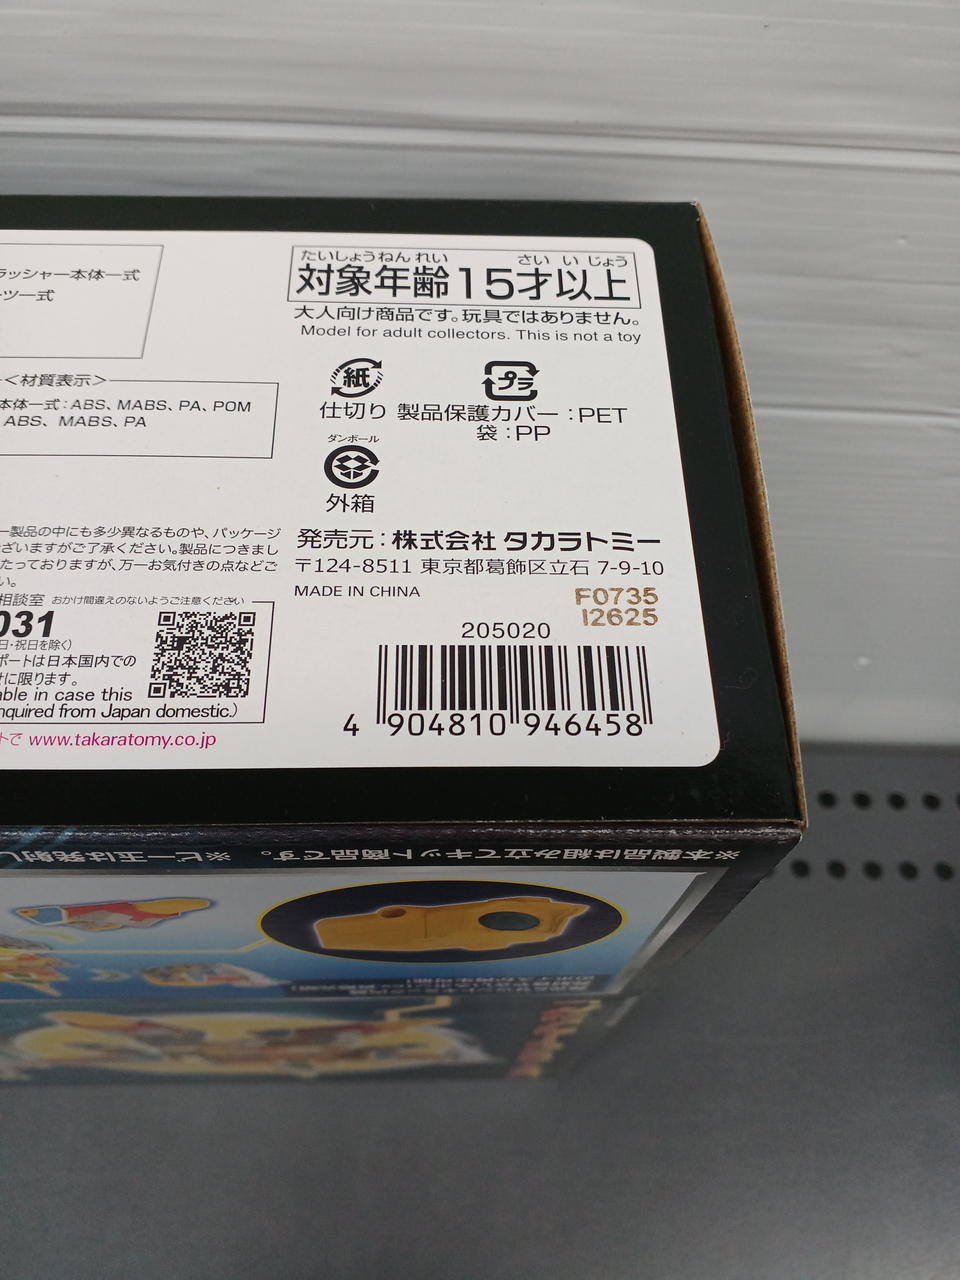 ラッシャー本体一式
ーツ一式
＜材質表示＞
本体一式：ABS、MABS、PA、POM
ABS、MABS、PA
たいしょうねんれい さいいじょう
対象年齢15才以上
大人向け商品です。玩具ではありません。
Model for adult collectors. This is not a toy
紙
プラ
仕切り 製品保護カバー：PET
袋：PP
ダンボール
外箱
一製品の中にも多少異なるものや、パッケージ
ざいますがご了承ください。製品につきまし
たっておりますが、万一お気付きの点などご
い。
発売元：株式会社 タカラトミー
〒124-8511 東京都葛飾区立石 7-9-10
MADE IN CHINA
F0735
I2625
相談室 おかけ間違えのないようご注意ください
031
日・祝日を除く)
ポートは日本国内での
せに限ります。
able in case this
nquired from Japan domestic.)
トで www.takaratomy.co.jp
205020
4 904810 946458
※本製品は組み立てキット商品です。 ※ビー玉は発射し